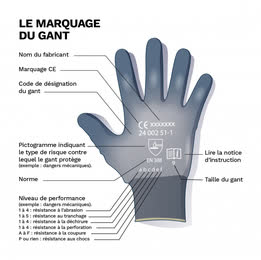 LE MARQUAGE
DU GANT
Nom du fabricant
Marquage CE
Code de désignation
du gant
CE xxxxxxx
24 002 51-1
Pictogramme indiquant
le type de risque contre
lequel le gant protège
(exemple : dangers mécaniques).
EN 388
9
abcdef
Lire la notice
d'instruction
Norme
Taille du gant
Niveau de performance
(exemple : dangers mécaniques).
1 à 4 : résistance à l'abrasion
1 à 5 : résistance au tranchage
1 à 4 : résistance à la déchirure
1 à 4 : résistance à la perforation
A à F : résistance à la coupure
P ou rien : résistance aux chocs